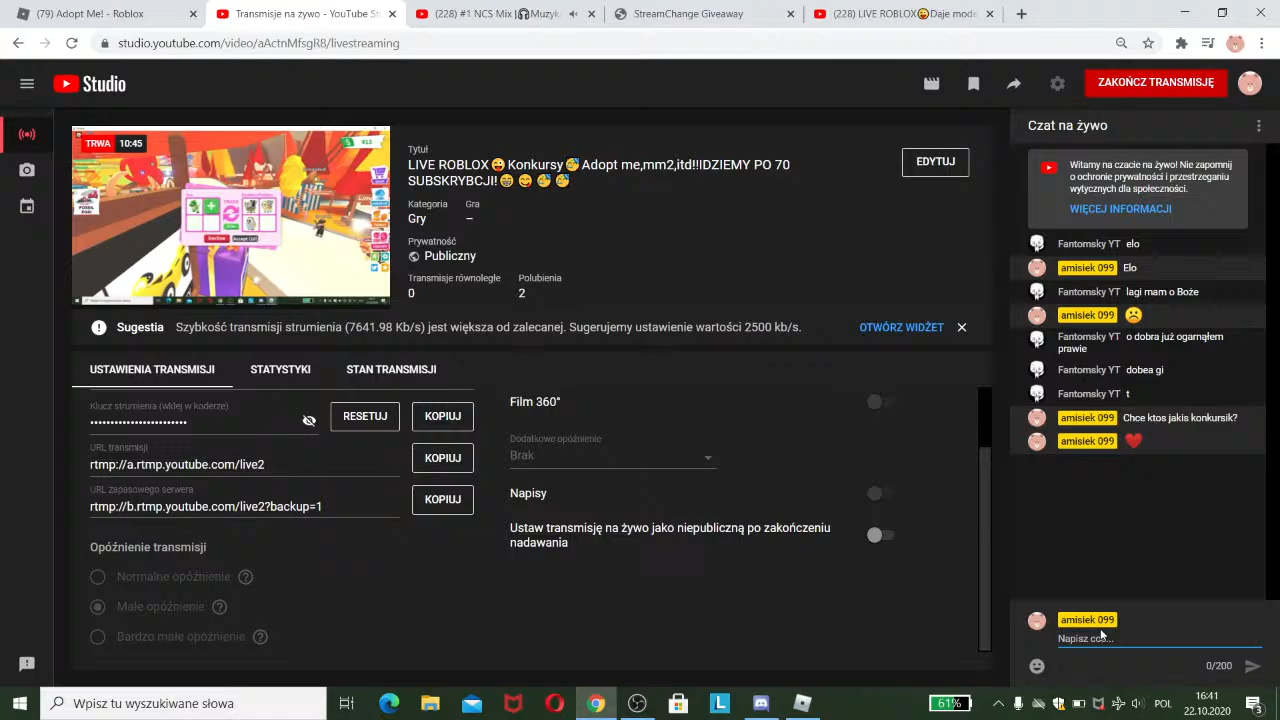 (79) Adopt Me! - Roblox
Transmisje na żywo - YouTube St
(228) #1 NCS Mix | 🎧Muzyk
StreamChange Giveaway
(228) LIVE ROBLOX😀Daje mode
studio.youtube.com/video/aActnMfsgR8/livestreaming
Studio
ZAKOŃCZ TRANSMISJĘ
TRWA 10:45
413
TRADE
Decline
Accept
Tytuł
LIVE ROBLOX😜Konkursy🥳Adopt me,mm2,itd!!IDZIEMY PO 70
SUBSKRYBCJI!😁 😋 🥳 🥳
EDYTUJ
Kategoria Gra
Gry –
Prywatność
Publiczny
Transmisje równoległe Polubienia
0 2
Sugestia Szybkość transmisji strumienia (7641.98 Kb/s) jest większa od zalecanej. Sugerujemy ustawienie wartości 2500 kb/s.
OTWÓRZ WIDŻET
USTAWIENIA TRANSMISJI STATYSTYKI STAN TRANSMISJI
Klucz strumienia (wklej w koderze)
••••••••••••••••••••••••
RESETUJ KOPIUJ
URL transmisji
rtmp://a.rtmp.youtube.com/live2
KOPIUJ
URL zapasowego serwera
rtmp://b.rtmp.youtube.com/live2?backup=1
KOPIUJ
Opóźnienie transmisji
Normalne opóźnienie
Małe opóźnienie
Bardzo małe opóźnienie
Film 360°
Dodatkowe opóźnienie
Brak
Napisy
Ustaw transmisję na żywo jako niepubliczną po zakończeniu
nadawania
Czat na żywo
Witamy na czacie na żywo! Nie zapomnij
o ochronie prywatności i przestrzeganiu
wytycznych dla społeczności.
WIĘCEJ INFORMACJI
Fantomsky YT elo
amisiek 099 Elo
Fantomsky YT lagi mam o Boże
amisiek 099 ☹️
Fantomsky YT o dobra już ogarnąłem
prawie
Fantomsky YT dobea gi
Fantomsky YT t
amisiek 099 Chce ktos jakis konkursik?
amisiek 099 ❤️
amisiek 099
Napisz coś...
0/200
Wpisz tu wyszukiwane słowa
61%
POL
16:41
22.10.2020
3